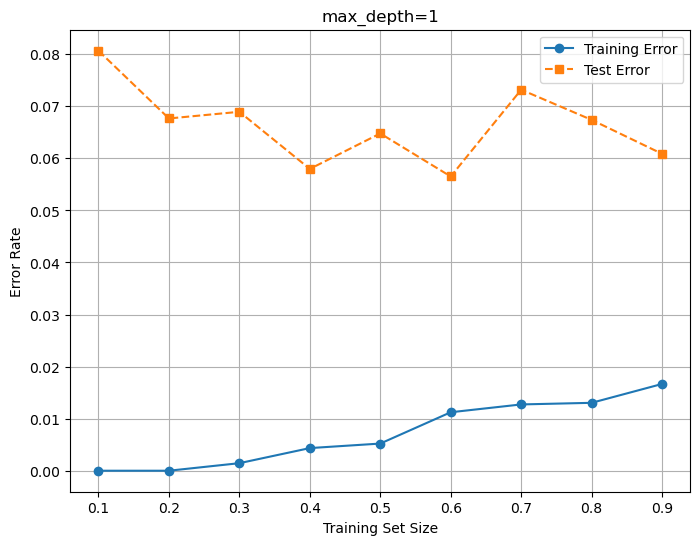 max_depth=1
Training Error
Test Error
0.08
0.07
0.06
0.05
0.04
0.03
0.02
0.01
0.00
Error Rate
0.1 0.2 0.3 0.4 0.5 0.6 0.7 0.8 0.9
Training Set Size